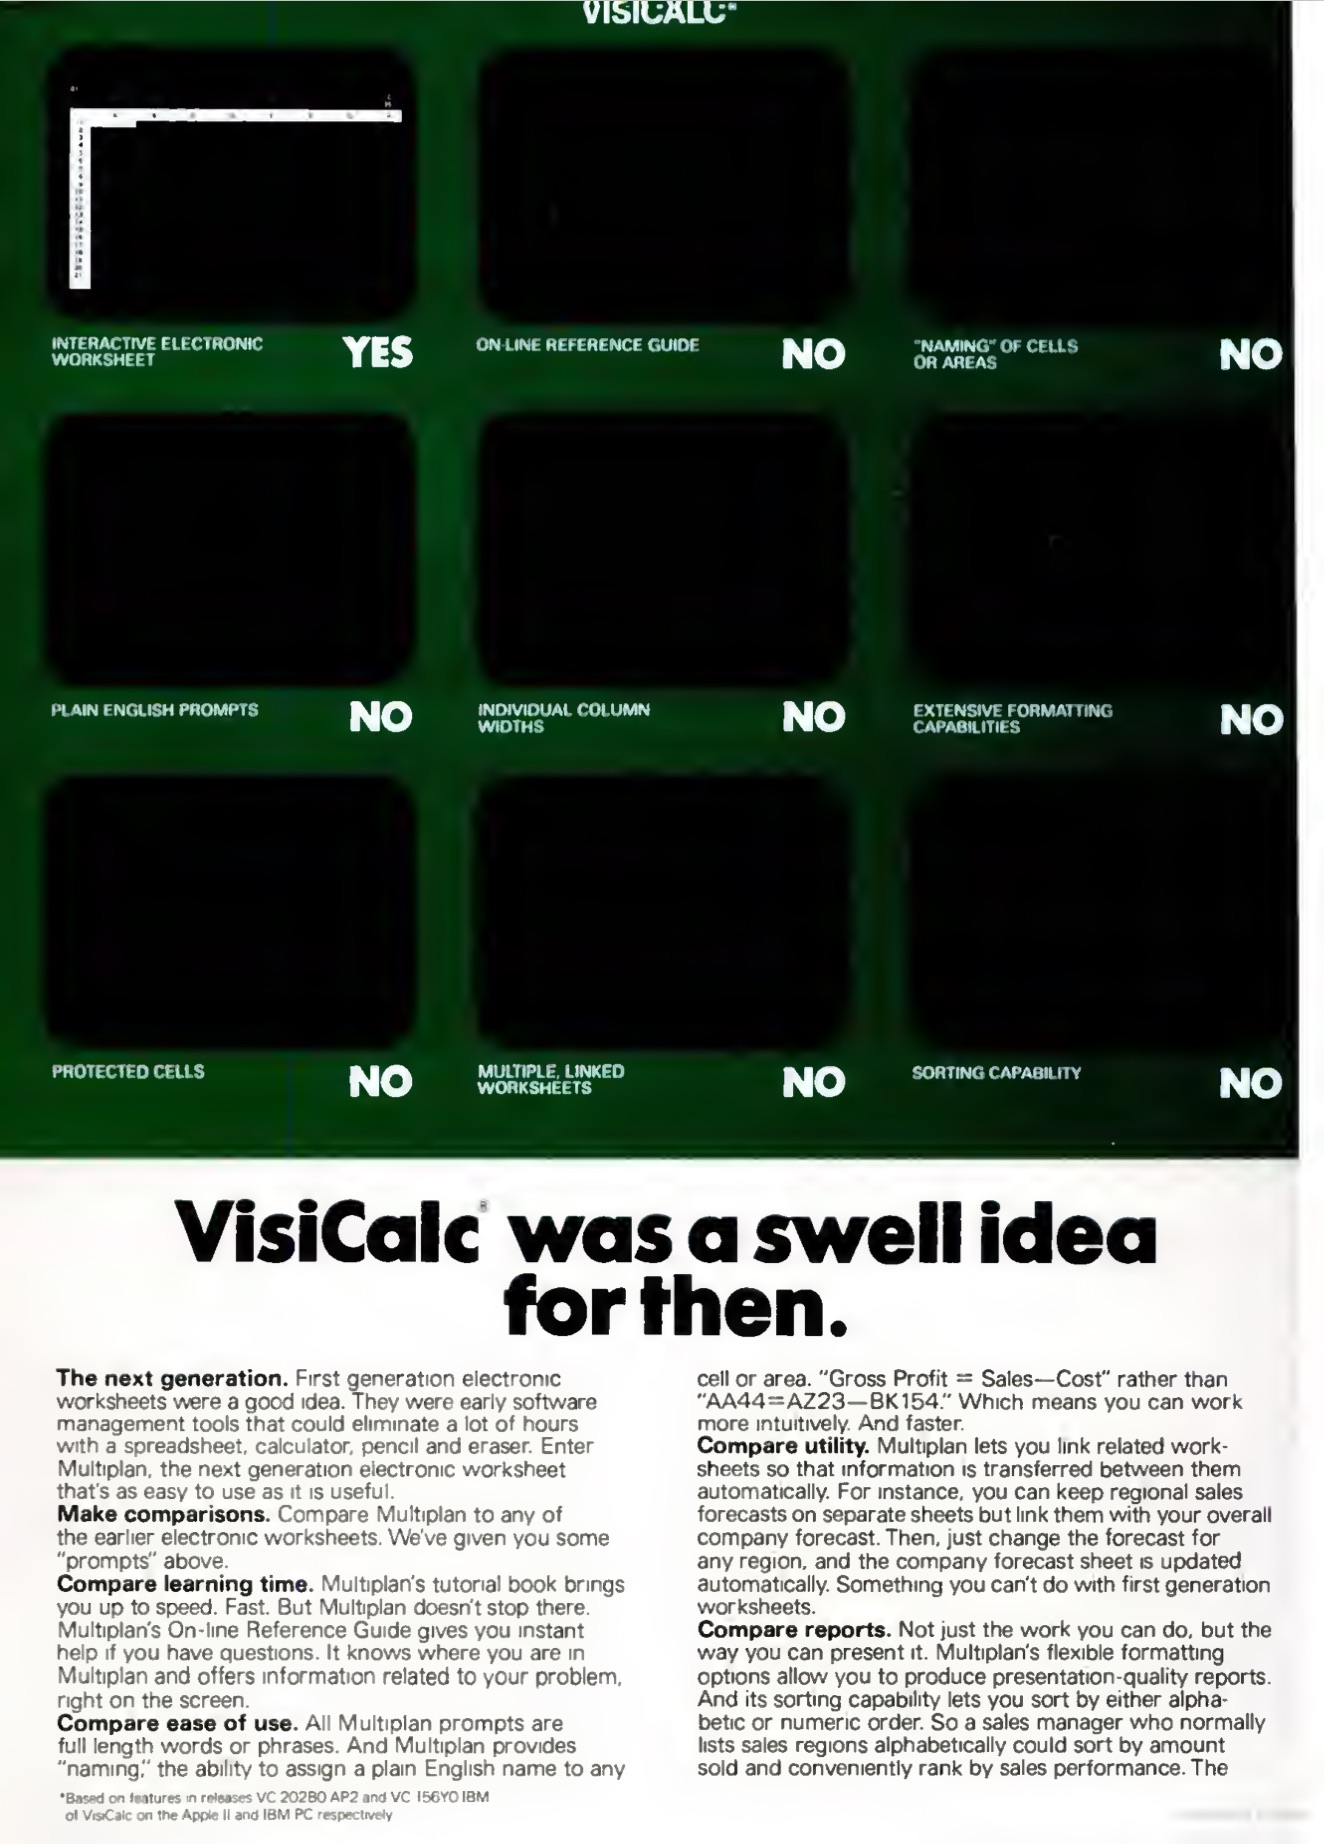 VISICALC*
INTERACTIVE ELECTRONIC
WORKSHEET
YES
ON-LINE REFERENCE GUIDE
NO
"NAMING" OF CELLS
OR AREAS
NO
PLAIN ENGLISH PROMPTS
NO
INDIVIDUAL COLUMN
WIDTHS
NO
EXTENSIVE FORMATTING
CAPABILITIES
NO
PROTECTED CELLS
NO
MULTIPLE, LINKED
WORKSHEETS
NO
SORTING CAPABILITY
NO
VisiCalc® was a swell idea
for then.
The next generation. First generation electronic
worksheets were a good idea. They were early software
management tools that could eliminate a lot of hours
with a spreadsheet, calculator, pencil and eraser. Enter
Multiplan, the next generation electronic worksheet
that's as easy to use as it is useful.
Make comparisons. Compare Multiplan to any of
the earlier electronic worksheets. We've given you some
"prompts" above.
Compare learning time. Multiplan's tutorial book brings
you up to speed. Fast. But Multiplan doesn't stop there.
Multiplan's On-line Reference Guide gives you instant
help if you have questions. It knows where you are in
Multiplan and offers information related to your problem,
right on the screen.
Compare ease of use. All Multiplan prompts are
full length words or phrases. And Multiplan provides
"naming," the ability to assign a plain English name to any
*Based on features in releases VC 202B0 AP2 and VC 156Y0 IBM
of VisiCalc on the Apple II and IBM PC respectively
cell or area. "Gross Profit = Sales—Cost" rather than
"AA44=AZ23—BK154." Which means you can work
more intuitively. And faster.
Compare utility. Multiplan lets you link related work-
sheets so that information is transferred between them
automatically. For instance, you can keep regional sales
forecasts on separate sheets but link them with your overall
company forecast. Then, just change the forecast for
any region, and the company forecast sheet is updated
automatically. Something you can't do with first generation
worksheets.
Compare reports. Not just the work you can do, but the
way you can present it. Multiplan's flexible formatting
options allow you to produce presentation-quality reports.
And its sorting capability lets you sort by either alpha-
betic or numeric order. So a sales manager who normally
lists sales regions alphabetically could sort by amount
sold and conveniently rank by sales performance. The